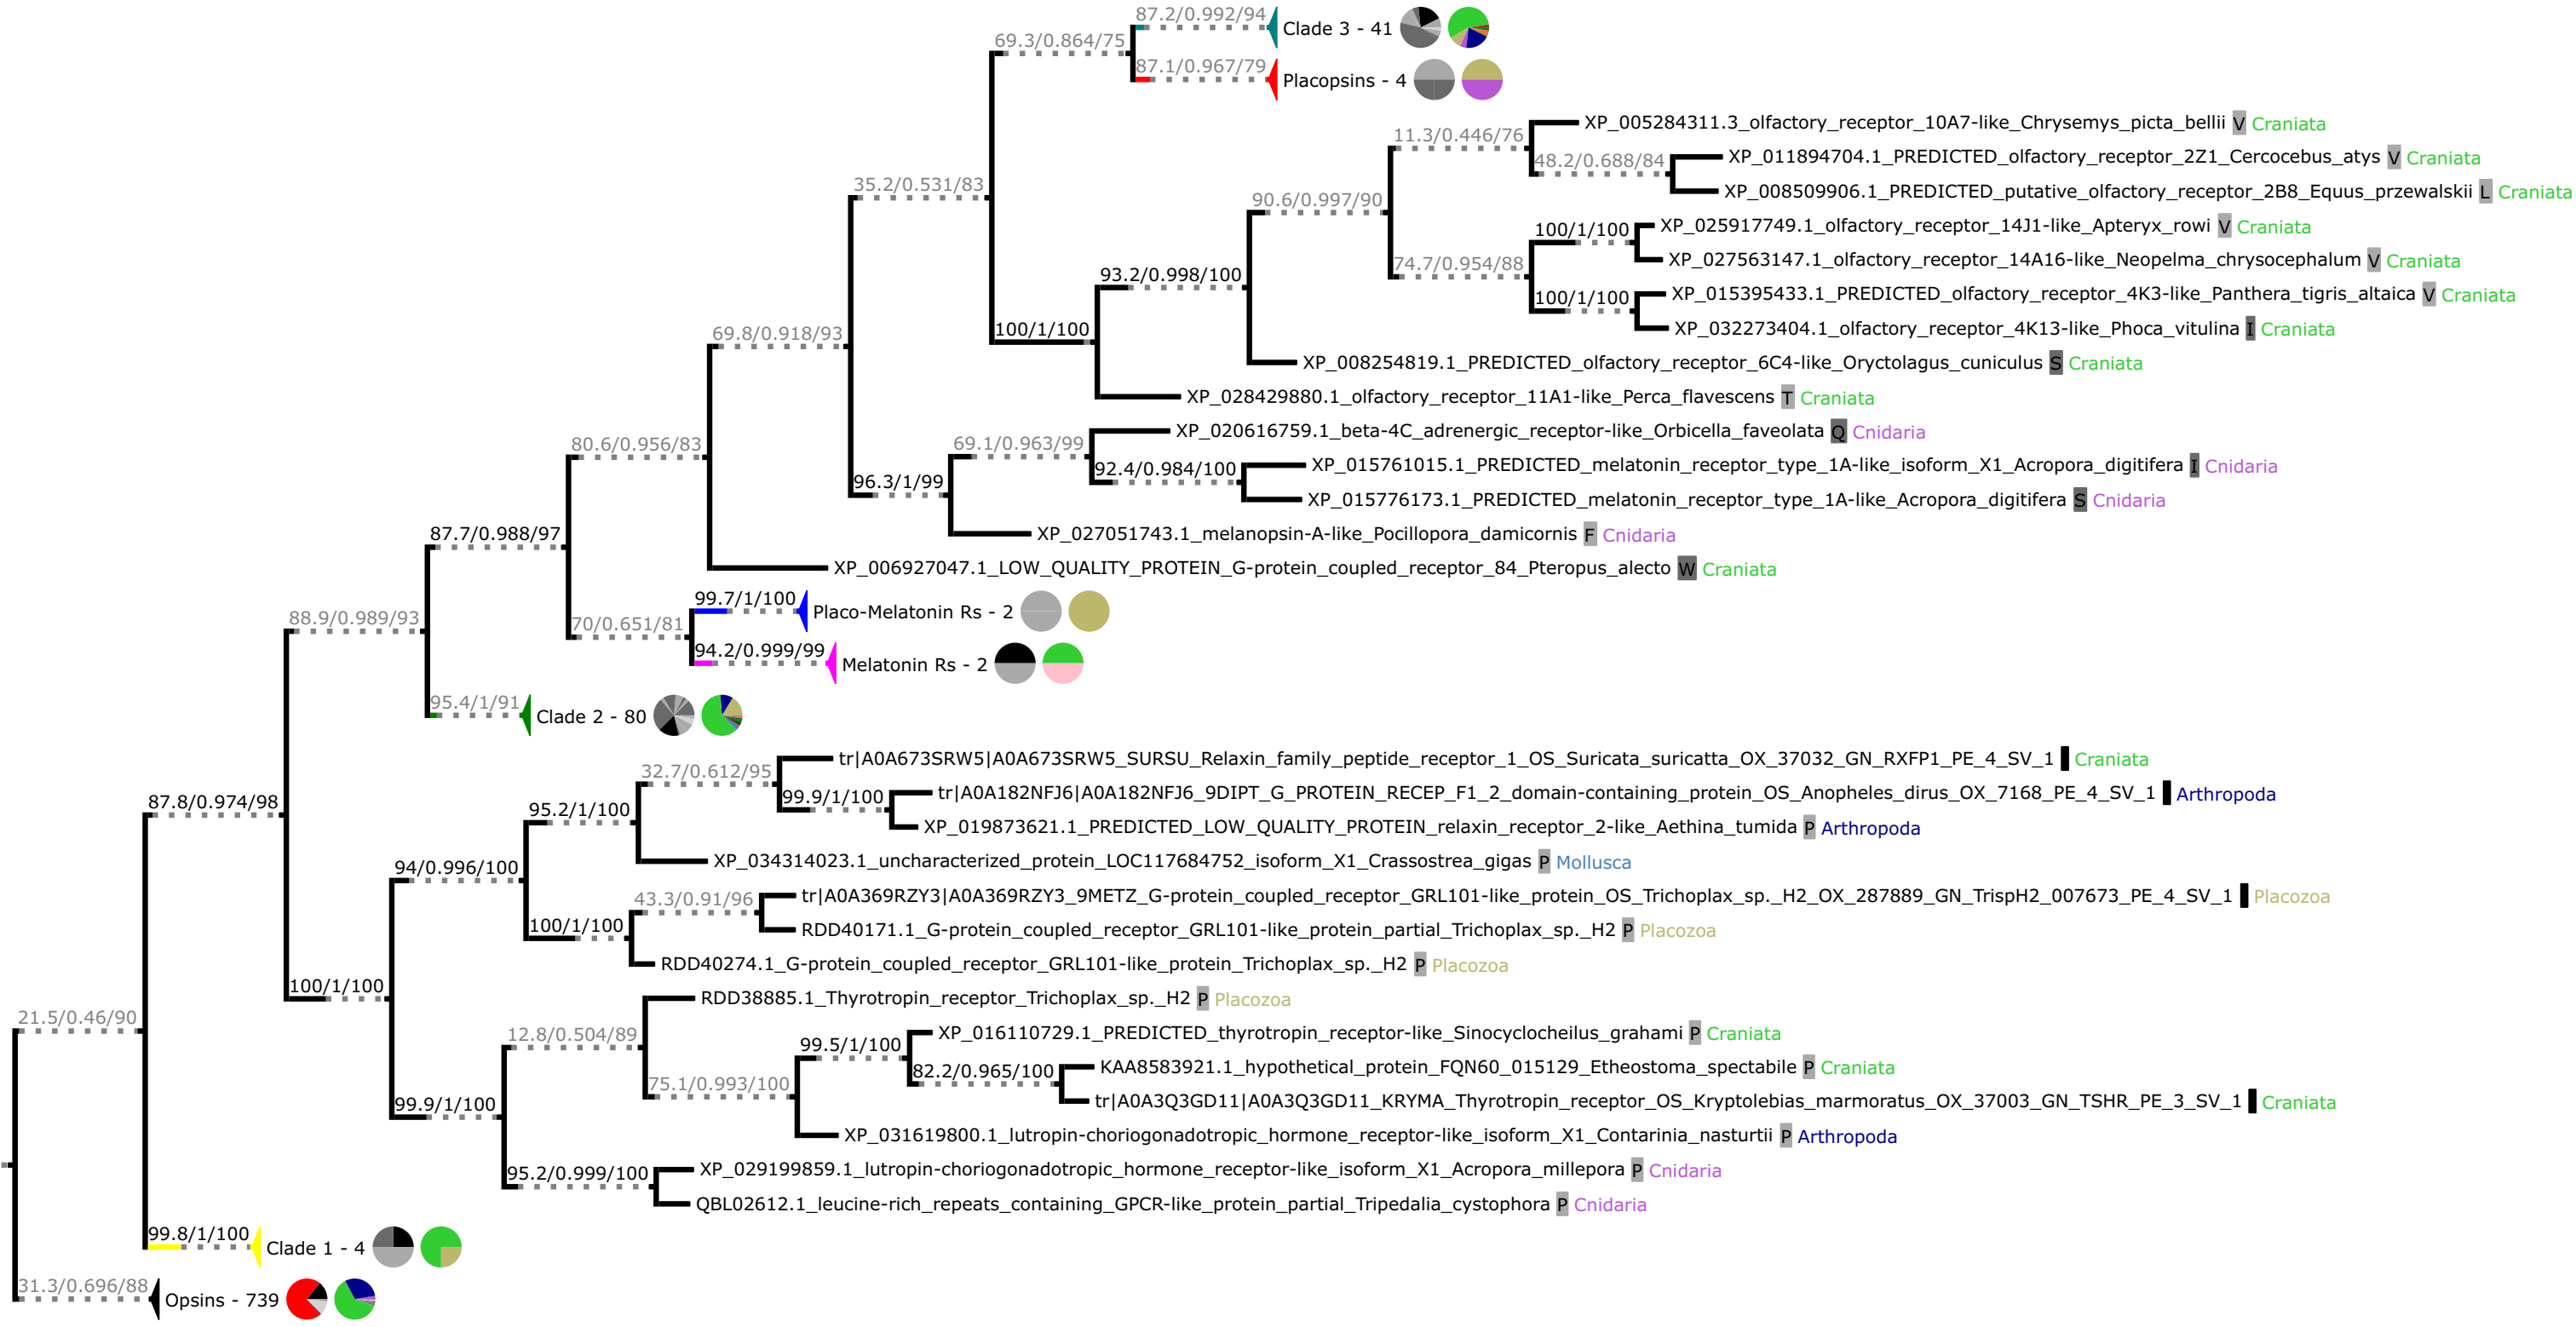 87.2/0.992/94 Clade 3 - 41
69.3/0.864/75
87.1/0.967/79 Placopsins - 4
XP_005284311.3_olfactory_receptor_10A7-like_Chrysemys_picta_bellii V Craniata
11.3/0.446/76
XP_011894704.1_PREDICTED_olfactory_receptor_2Z1_Cercocebus_atys V Craniata
48.2/0.688/84
35.2/0.531/83
XP_008509906.1_PREDICTED_putative_olfactory_receptor_2B8_Equus_przewalskii L Craniata
90.6/0.997/90
XP_025917749.1_olfactory_receptor_14J1-like_Apteryx_rowi V Craniata
100/1/100
XP_027563147.1_olfactory_receptor_14A16-like_Neopelma_chrysocephalum V Craniata
74.7/0.954/88
93.2/0.998/100
XP_015395433.1_PREDICTED_olfactory_receptor_4K3-like_Panthera_tigris_altaica V Craniata
100/1/100
XP_032273404.1_olfactory_receptor_4K13-like_Phoca_vitulina I Craniata
69.8/0.918/93
100/1/100
XP_008254819.1_PREDICTED_olfactory_receptor_6C4-like_Oryctolagus_cuniculus S Craniata
XP_028429880.1_olfactory_receptor_11A1-like_Perca_flavescens T Craniata
XP_020616759.1_beta-4C_adrenergic_receptor-like_Orbicella_faveolata Q Cnidaria
80.6/0.956/83
69.1/0.963/99
XP_015761015.1_PREDICTED_melatonin_receptor_type_1A-like_isoform_X1_Acropora_digitifera I Cnidaria
92.4/0.984/100
96.3/1/99
XP_015776173.1_PREDICTED_melatonin_receptor_type_1A-like_Acropora_digitifera S Cnidaria
87.7/0.988/97
XP_027051743.1_melanopsin-A-like_Pocillopora_damicornis F Cnidaria
XP_006927047.1_LOW_QUALITY_PROTEIN_G-protein_coupled_receptor_84_Pteropus_alecto W Craniata
99.7/1/100 Placo-Melatonin Rs - 2
88.9/0.989/93
70/0.651/81
94.2/0.999/99 Melatonin Rs - 2
95.4/1/91 Clade 2 - 80
tr|A0A673SRW5|A0A673SRW5_SURSU_Relaxin_family_peptide_receptor_1_OS_Suricata_suricatta_OX_37032_GN_RXFP1_PE_4_SV_1 Craniata
32.7/0.612/95
tr|A0A182NFJ6|A0A182NFJ6_9DIPT_G_PROTEIN_RECEP_F1_2_domain-containing_protein_OS_Anopheles_dirus_OX_7168_PE_4_SV_1 Arthropoda
99.9/1/100
87.8/0.974/98
95.2/1/100
XP_019873621.1_PREDICTED_LOW_QUALITY_PROTEIN_relaxin_receptor_2-like_Aethina_tumida P Arthropoda
XP_034314023.1_uncharacterized_protein_LOC117684752_isoform_X1_Crassostrea_gigas P Mollusca
94/0.996/100
tr|A0A369RZY3|A0A369RZY3_9METZ_G-protein_coupled_receptor_GRL101-like_protein_OS_Trichoplax_sp._H2_OX_287889_GN_TrispH2_007673_PE_4_SV_1 Placozoa
43.3/0.91/96
100/1/100
RDD40171.1_G-protein_coupled_receptor_GRL101-like_protein_partial_Trichoplax_sp._H2 P Placozoa
RDD40274.1_G-protein_coupled_receptor_GRL101-like_protein_Trichoplax_sp._H2 P Placozoa
100/1/100
RDD38885.1_Thyrotropin_receptor_Trichoplax_sp._H2 P Placozoa
21.5/0.46/90
12.8/0.504/89
XP_016110729.1_PREDICTED_thyrotropin_receptor-like_Sinocyclocheilus_grahami P Craniata
99.5/1/100
KAA8583921.1_hypothetical_protein_FQN60_015129_Etheostoma_spectabile P Craniata
82.2/0.965/100
75.1/0.993/100
tr|A0A3Q3GD11|A0A3Q3GD11_KRYMA_Thyrotropin_receptor_OS_Kryptolebias_marmoratus_OX_37003_GN_TSHR_PE_3_SV_1 Craniata
99.9/1/100
XP_031619800.1_lutropin-choriogonadotropic_hormone_receptor-like_isoform_X1_Contarinia_nasturtii P Arthropoda
XP_029199859.1_lutropin-choriogonadotropic_hormone_receptor-like_isoform_X1_Acropora_millepora P Cnidaria
95.2/0.999/100
QBL02612.1_leucine-rich_repeats_containing_GPCR-like_protein_partial_Tripedalia_cystophora P Cnidaria
99.8/1/100 Clade 1 - 4
31.3/0.696/88 Opsins - 739